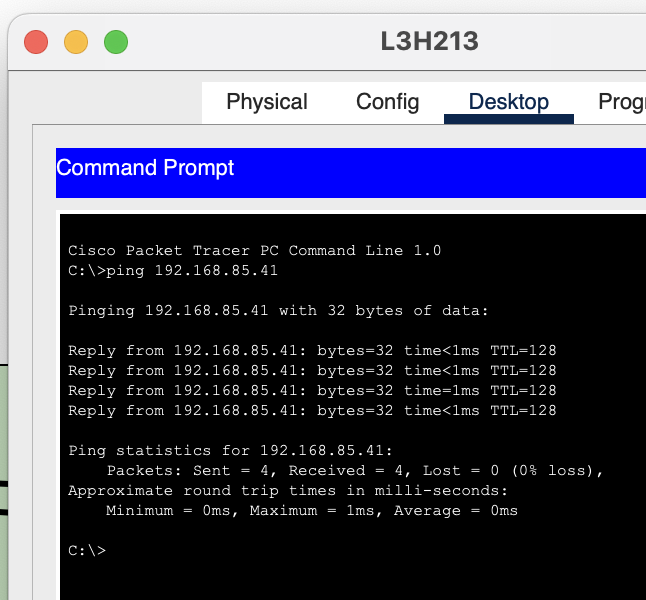 L3H213
Physical Config Desktop
Command Prompt
Cisco Packet Tracer PC Command Line 1.0
C:\>ping 192.168.85.41
Pinging 192.168.85.41 with 32 bytes of data:
Reply from 192.168.85.41: bytes=32 time<1ms TTL=128
Reply from 192.168.85.41: bytes=32 time<1ms TTL=128
Reply from 192.168.85.41: bytes=32 time=1ms TTL=128
Reply from 192.168.85.41: bytes=32 time<1ms TTL=128
Ping statistics for 192.168.85.41:
Packets: Sent = 4, Received = 4, Lost = 0 (0% loss),
Approximate round trip times in milli-seconds:
Minimum = 0ms, Maximum = 1ms, Average = 0ms
C:\>